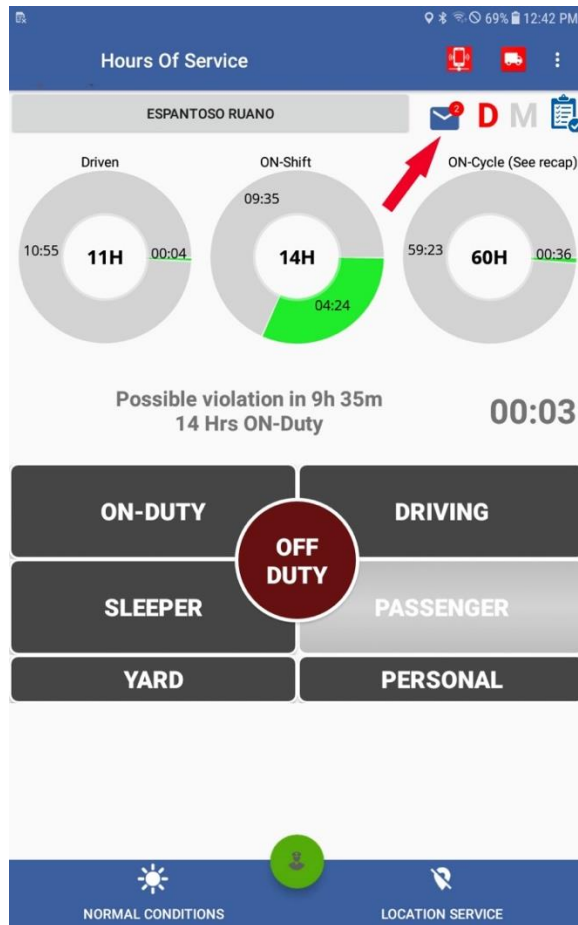 69% 12:42 PM
Hours Of Service
ESPANTOSO RUANO
2
D M
Driven
ON-Shift
ON-Cycle (See recap)
10:55 11H 00:04
09:35 14H 04:24
59:23 60H 00:36
Possible violation in 9h 35m
14 Hrs ON-Duty
00:03
ON-DUTY
DRIVING
OFF
DUTY
SLEEPER
PASSENGER
YARD
PERSONAL
NORMAL CONDITIONS
LOCATION SERVICE